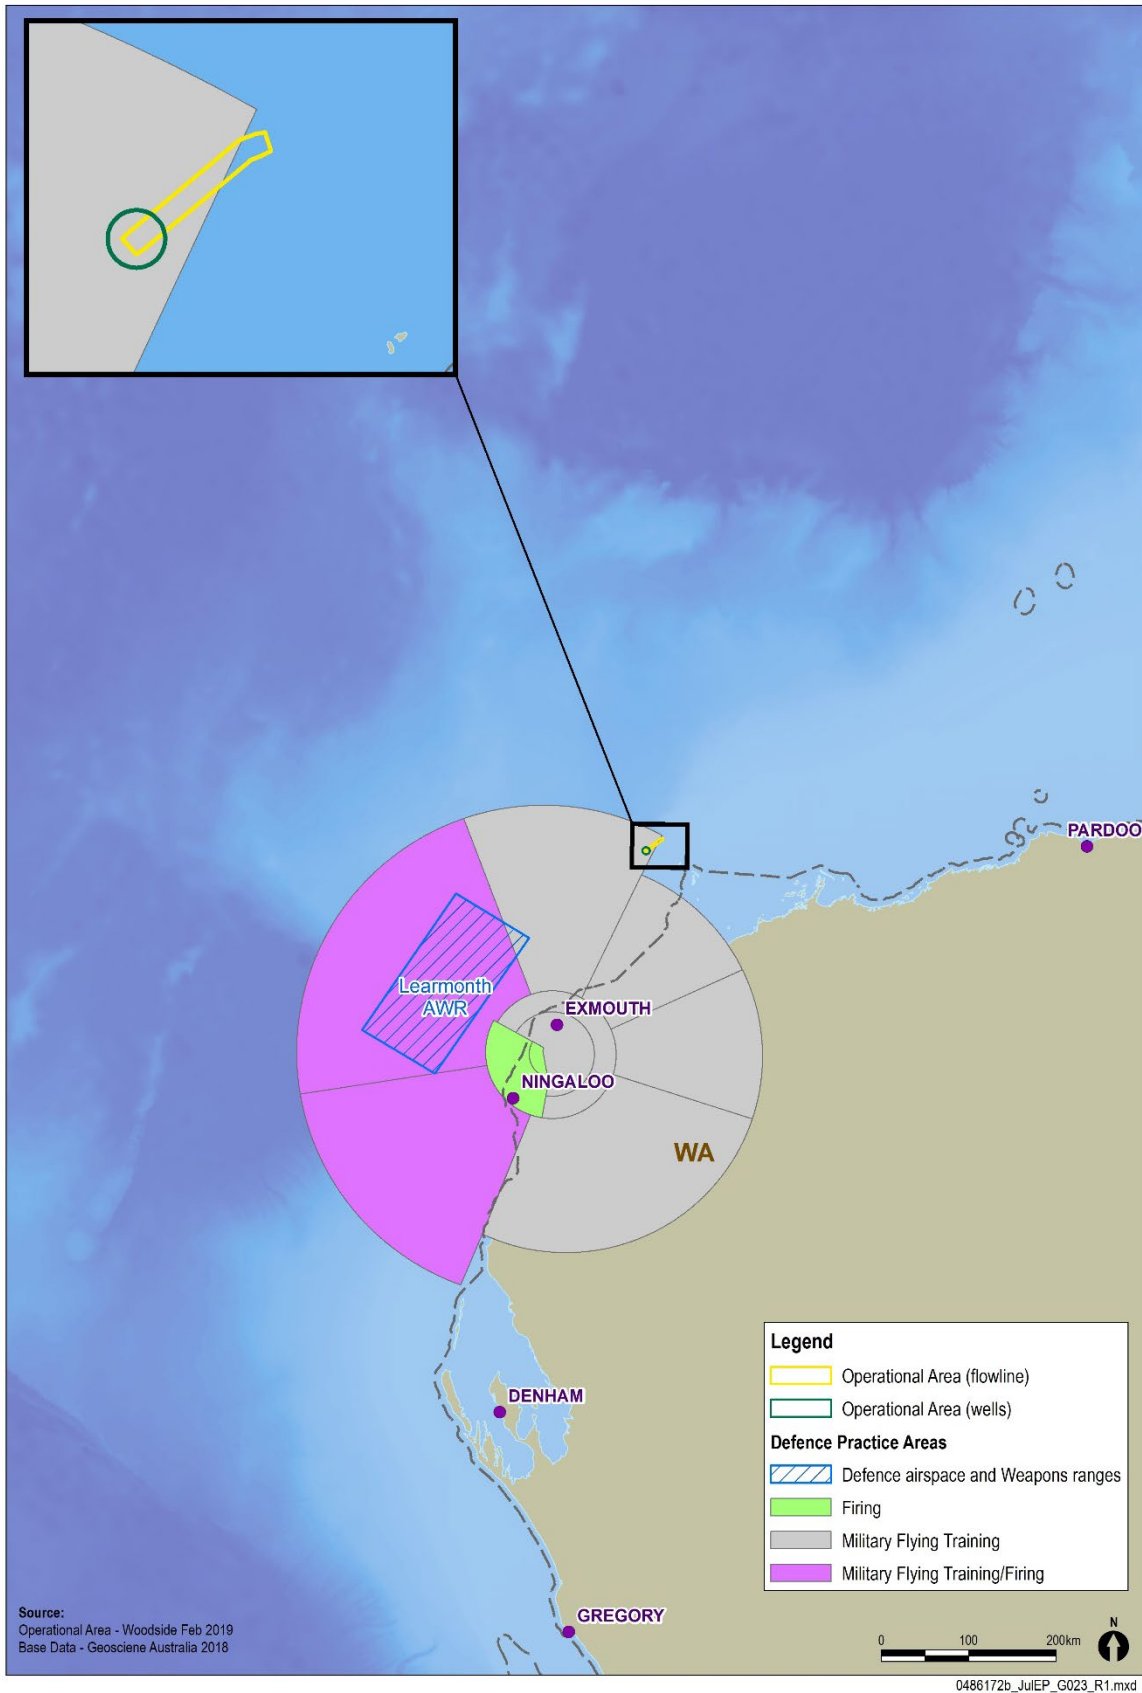 PARDOO
Learmonth
AWR
EXMOUTH
NINGALOO
WA
DENHAM
GREGORY
Legend
Operational Area (flowline)
Operational Area (wells)
Defence Practice Areas
Defence airspace and Weapons ranges
Firing
Military Flying Training
Military Flying Training/Firing
Source:
Operational Area - Woodside Feb 2019
Base Data - Geosciene Australia 2018
0 100 200km
N
0486172b_JulEP_G023_R1.mxd